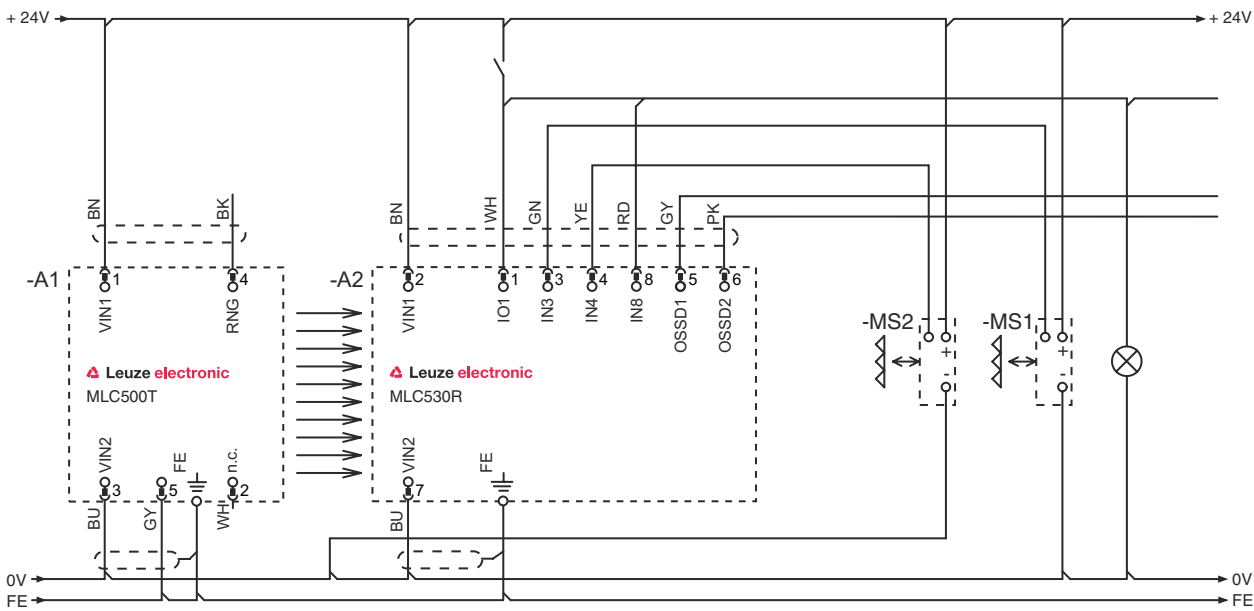 + 24V
+ 24V
BN
BK
BN
WH
GN
YE
RD
GY
PK
-A1
1
4
-A2
2
1
3
4
8
5
6
VIN1
RNG
VIN1
IO1
IN3
IN4
IN8
OSSD1
OSSD2
-MS2
-MS1
+
-
+
-
Leuze electronic
MLC500T
Leuze electronic
MLC530R
VIN2
FE
n.c.
VIN2
FE
3
5
2
7
BU
GY
WH
BU
0V
0V
FE
FE